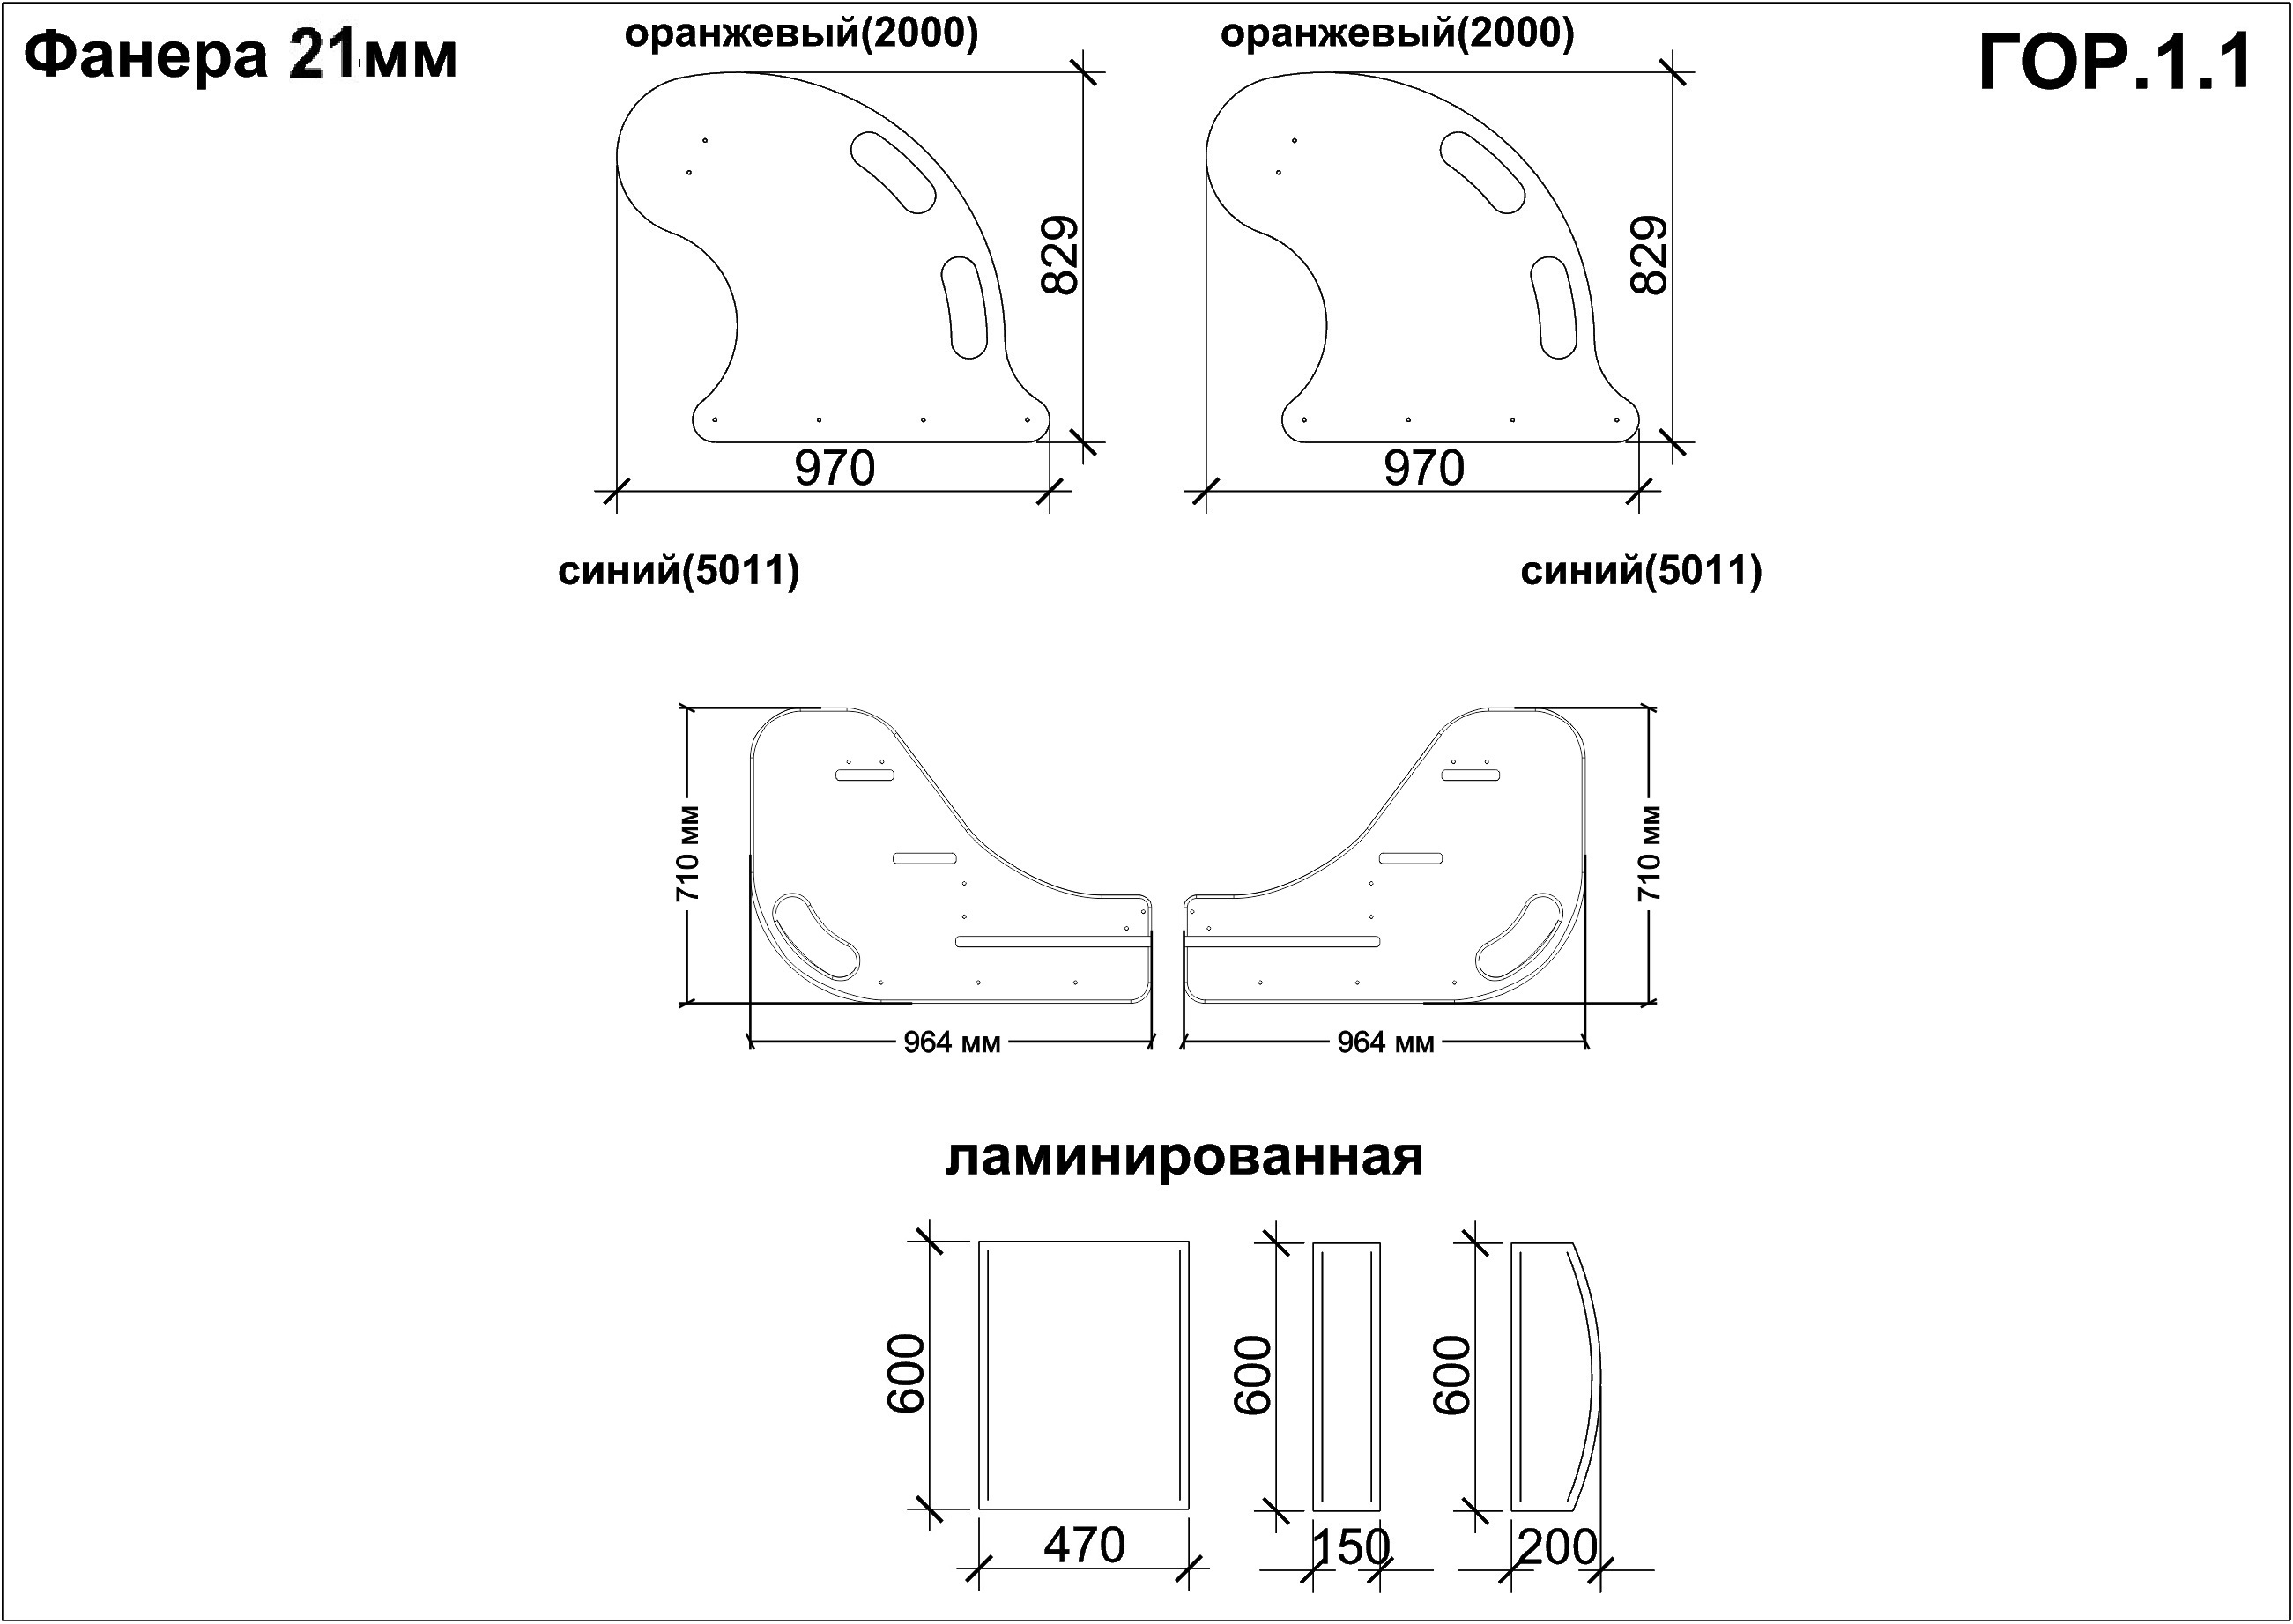 Фанера 21мм
оранжевый(2000)
оранжевый(2000)
ГОР.1.1
829
829
970
970
синий(5011)
синий(5011)
710 мм
710 мм
964 мм
964 мм
ламинированная
600
600
600
470
150
200